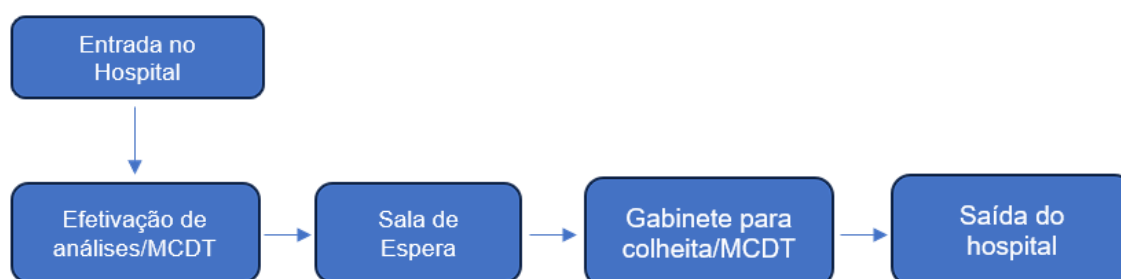 Entrada no
Hospital
Efetivação de
análises/MCDT
Sala de
Espera
Gabinete para
colheita/MCDT
Saída do
hospital